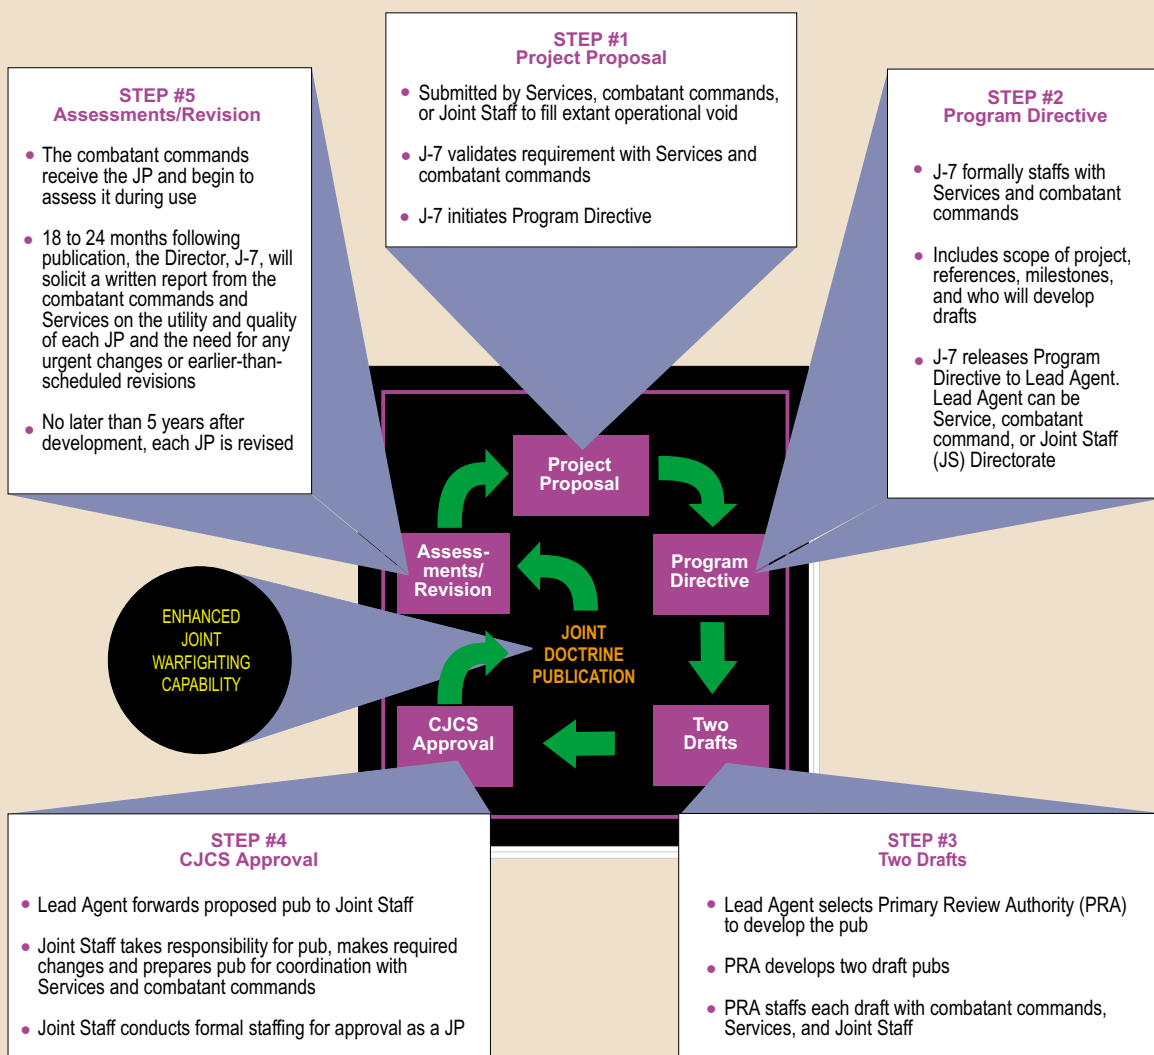 STEP #1
Project Proposal
• Submitted by Services, combatant commands,
or Joint Staff to fill extant operational void
• J-7 validates requirement with Services and
combatant commands
• J-7 initiates Program Directive
STEP #5
Assessments/Revision
• The combatant commands
receive the JP and begin to
assess it during use
• 18 to 24 months following
publication, the Director, J-7, will
solicit a written report from the
combatant commands and
Services on the utility and quality
of each JP and the need for any
urgent changes or earlier-than-
scheduled revisions
• No later than 5 years after
development, each JP is revised
STEP #2
Program Directive
• J-7 formally staffs with
Services and combatant
commands
• Includes scope of project,
references, milestones,
and who will develop
drafts
• J-7 releases Program
Directive to Lead Agent.
Lead Agent can be
Service, combatant
command, or Joint Staff
(JS) Directorate
Project
Proposal
Assess-
ments/
Revision
Program
Directive
ENHANCED
JOINT
WARFIGHTING
CAPABILITY
JOINT
DOCTRINE
PUBLICATION
CJCS
Approval
Two
Drafts
STEP #4
CJCS Approval
• Lead Agent forwards proposed pub to Joint Staff
• Joint Staff takes responsibility for pub, makes required
changes and prepares pub for coordination with
Services and combatant commands
• Joint Staff conducts formal staffing for approval as a JP
STEP #3
Two Drafts
• Lead Agent selects Primary Review Authority (PRA)
to develop the pub
• PRA develops two draft pubs
• PRA staffs each draft with combatant commands,
Services, and Joint Staff